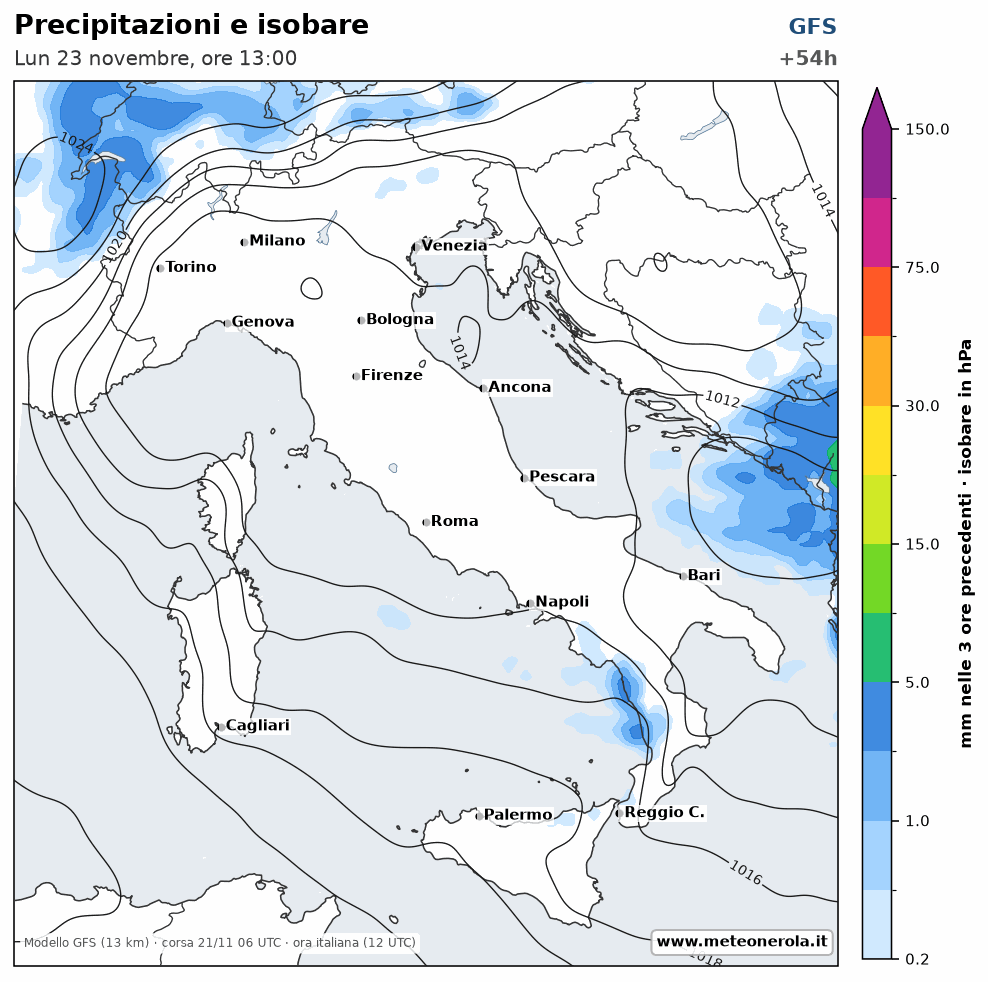 Precipitazioni e isobare
GFS
Lun 23 novembre, ore 13:00
+54h
1024
1020
1014
Milano
Venezia
Torino
Genova
Bologna
1014
Firenze
Ancona
1012
Pescara
Roma
Bari
Napoli
Cagliari
Palermo
Reggio C.
1016
1018
Modello GFS (13 km) · corsa 21/11 06 UTC · ora italiana (12 UTC)
www.meteonerola.it
150.0
75.0
30.0
15.0
5.0
1.0
0.2
mm nelle 3 ore precedenti · isobare in hPa